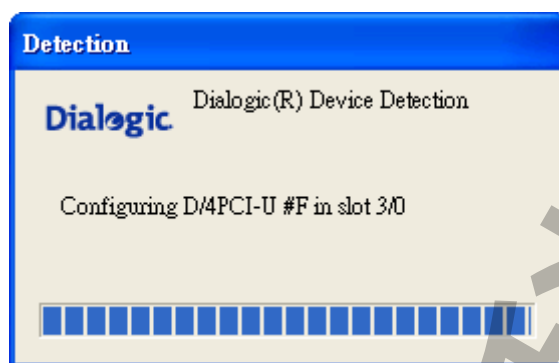 Detection
Dialogic
Dialogic(R) Device Detection
Configuring D/4PCI-U #F in slot 3/0